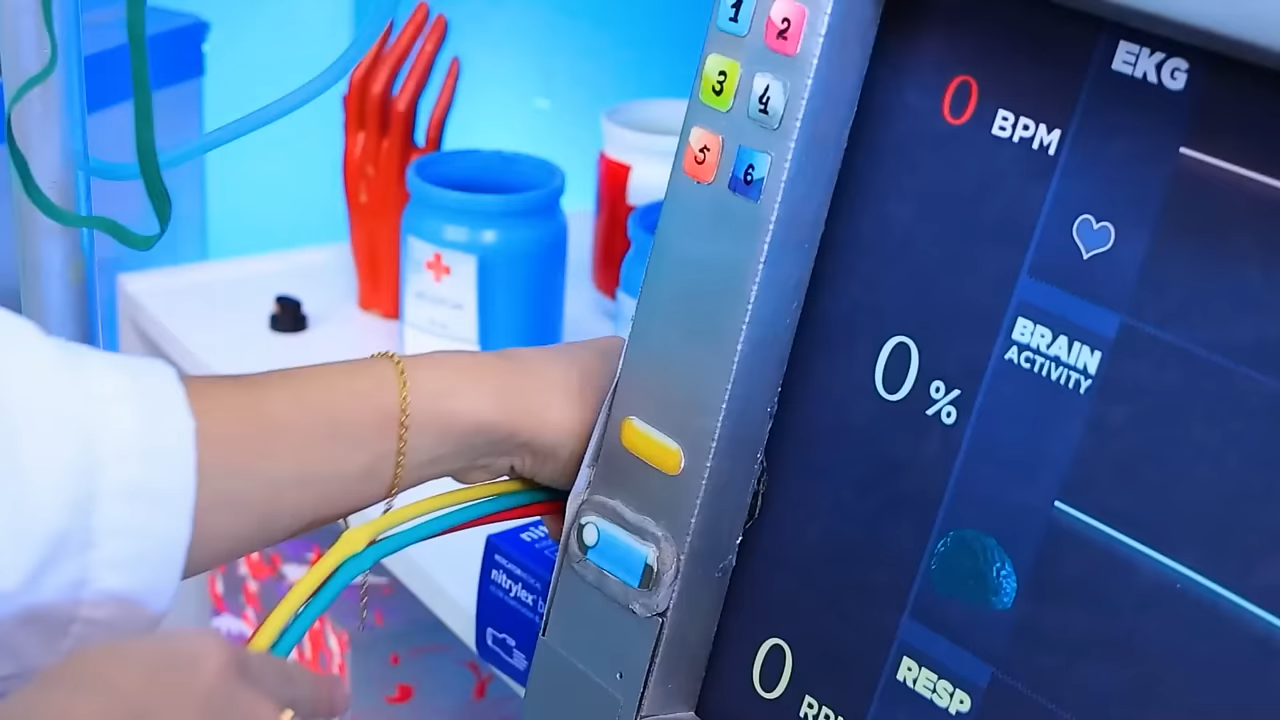 1
2
3
4
5
6
EKG
0 BPM
BRAIN
ACTIVITY
0 %
RESP
0
nitrylex